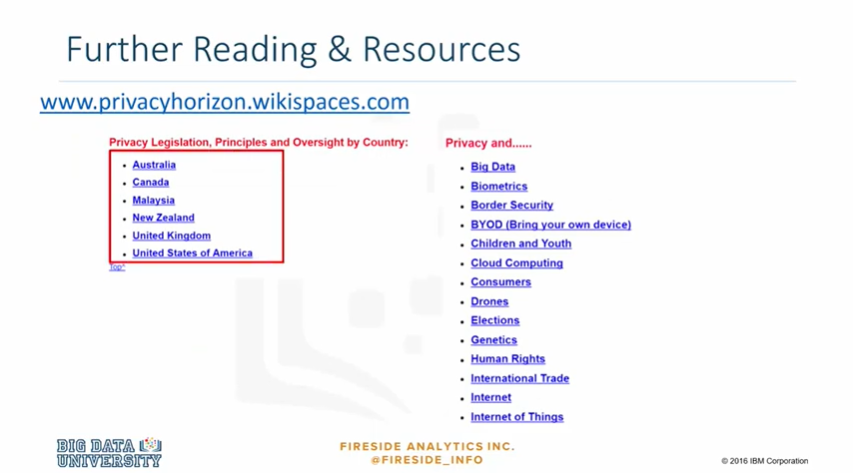 Further Reading & Resources
www.privacyhorizon.wikispaces.com
Privacy Legislation, Principles and Oversight by Country:
Australia
Canada
Malaysia
New Zealand
United Kingdom
United States of America
Top^
Privacy and......
Big Data
Biometrics
Border Security
BYOD (Bring your own device)
Children and Youth
Cloud Computing
Consumers
Drones
Elections
Genetics
Human Rights
International Trade
Internet
Internet of Things
BIG DATA
UNIVERSITY
FIRESIDE ANALYTICS INC.
@FIRESIDE_INFO
© 2016 IBM Corporation